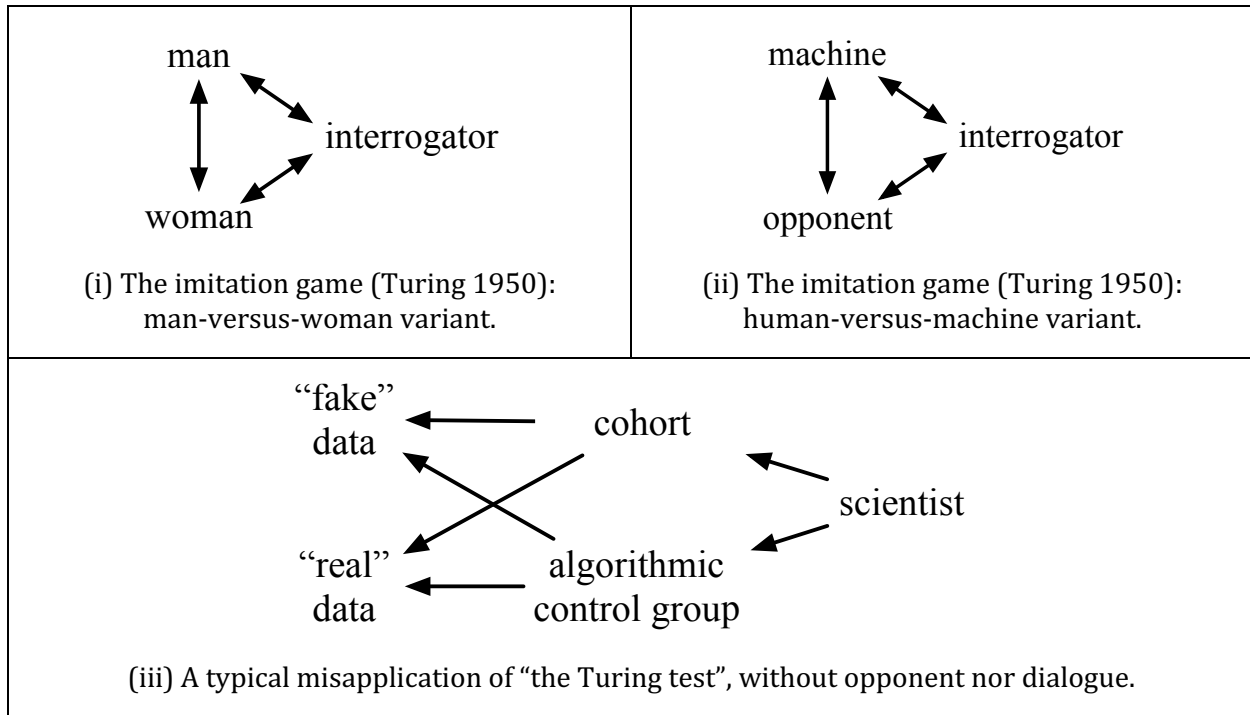 man
interrogator
woman
(i) The imitation game (Turing 1950):
man-versus-woman variant.
machine
interrogator
opponent
(ii) The imitation game (Turing 1950):
human-versus-machine variant.
“fake”
data
cohort
scientist
“real”
data
algorithmic
control group
(iii) A typical misapplication of “the Turing test”, without opponent nor dialogue.